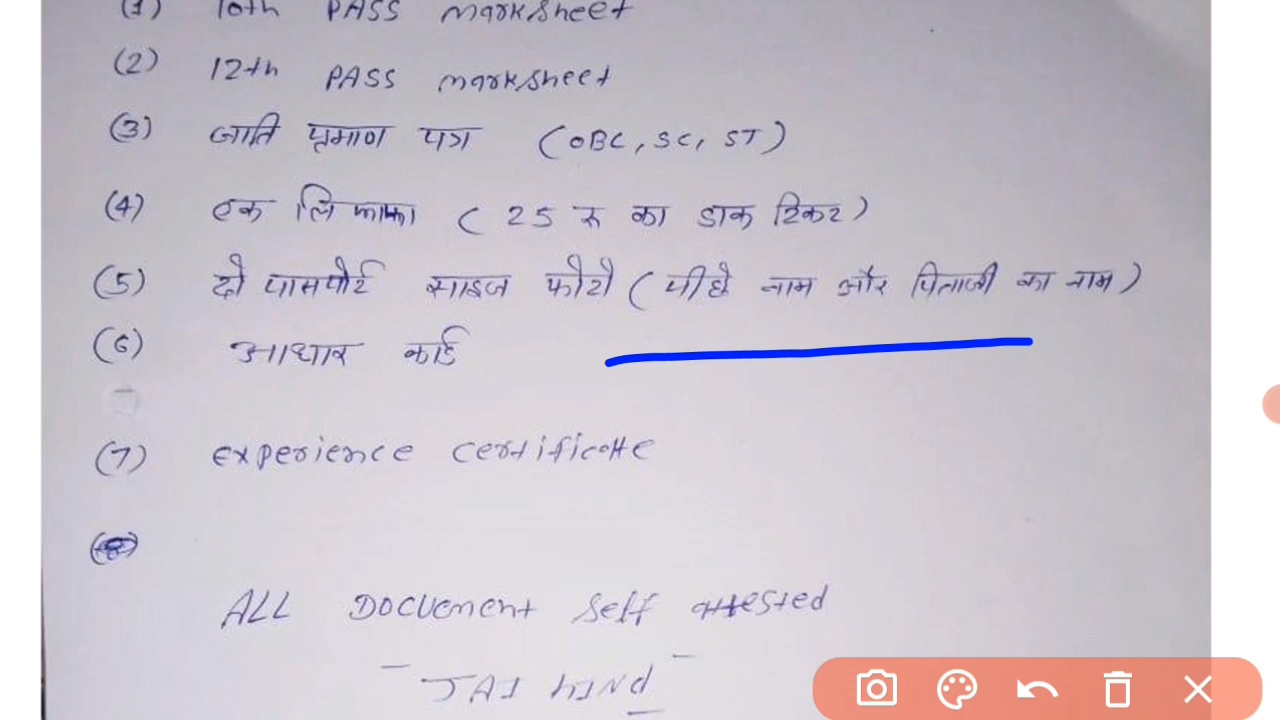 (1) 10th PASS marksheet
(2) 12th PASS marksheet
(3) जाति प्रमाण पत्र (OBC, SC, ST)
(4) एक लिफाफा (25 रू का डाक टिकट)
(5) दो पासपोर्ट साइज फोटो (पीछे नाम और पिताजी का नाम)
(6) आधार कार्ड
(7) experience certificate
ALL Document self attested
JAI HIND